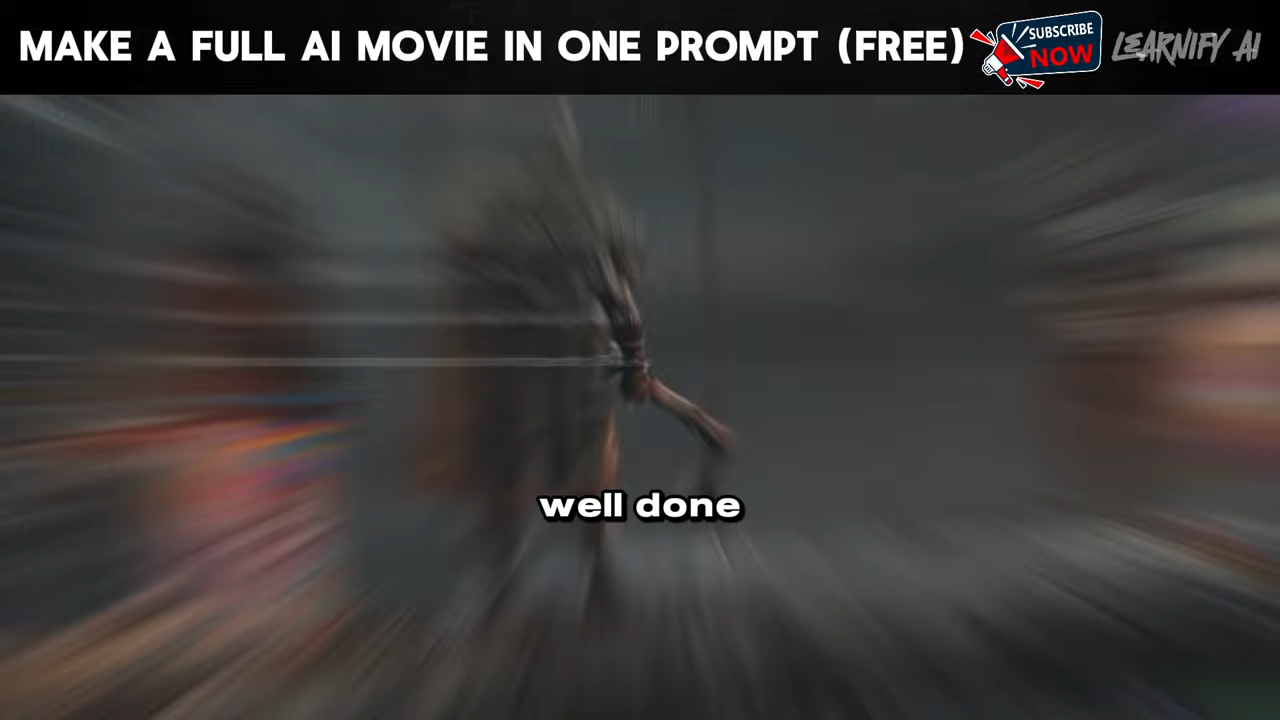 MAKE A FULL AI MOVIE IN ONE PROMPT (FREE)
SUBSCRIBE
NOW
LEARNIFY AI
well done